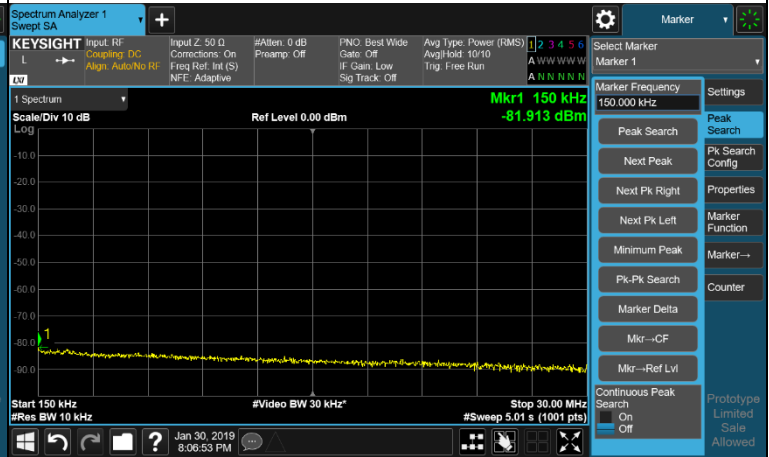 Spectrum Analyzer 1
Swept SA
+
Marker
KEYSIGHT
L
LXI
Input: RF
Coupling: DC
Align: Auto/No RF
Input Z: 50 Ω
Corrections: On
Freq Ref: Int (S)
NFE: Adaptive
#Atten: 0 dB
Preamp: Off
PNO: Best Wide
Gate: Off
IF Gain: Low
Sig Track: Off
Avg Type: Power (RMS)
Avg|Hold: 10/10
Trig: Free Run
1 2 3 4 5 6
A W W W W W
A N N N N N
Select Marker
Marker 1
1 Spectrum
Mkr1 150 kHz
-81.913 dBm
Scale/Div 10 dB
Ref Level 0.00 dBm
Log
-10.0
-20.0
-30.0
-40.0
-50.0
-60.0
-70.0
-80.0
-90.0
1
Start 150 kHz
#Video BW 30 kHz*
Stop 30.00 MHz
#Res BW 10 kHz
#Sweep 5.01 s (1001 pts)
Marker Frequency
150.000 kHz
Peak Search
Next Peak
Next Pk Right
Next Pk Left
Minimum Peak
Pk-Pk Search
Marker Delta
Mkr→CF
Mkr→Ref Lvl
Continuous Peak
Search
On
Off
Settings
Peak
Search
Pk Search
Config
Properties
Marker
Function
Marker→
Counter
Prototype
Limited
Sale
Allowed
?
Jan 30, 2019
8:06:53 PM